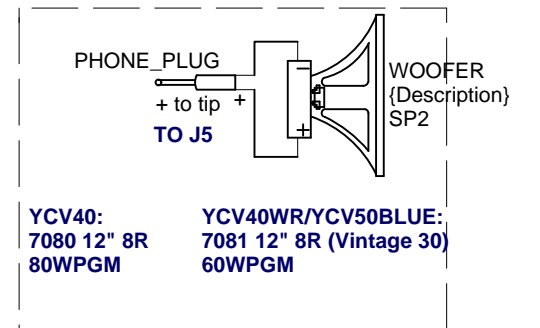 PHONE_PLUG
+ to tip
+
TO J5
–
+
WOOFER
{Description}
SP2
YCV40:
7080 12" 8R
80WPGM
YCV40WR/YCV50BLUE:
7081 12" 8R (Vintage 30)
60WPGM